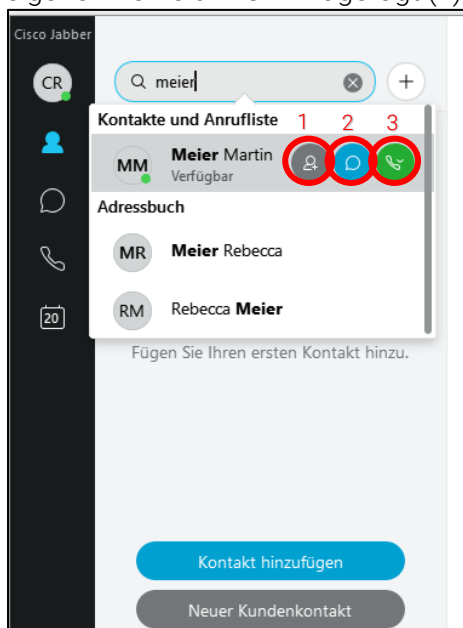 Cisco Jabber
CR
meier
Kontakte und Anrufliste 1 2 3
MM Meier Martin
Verfügbar
Adressbuch
MR Meier Rebecca
20
RM Rebecca Meier
Fügen Sie Ihren ersten Kontakt hinzu.
Kontakt hinzufügen
Neuer Kundenkontakt